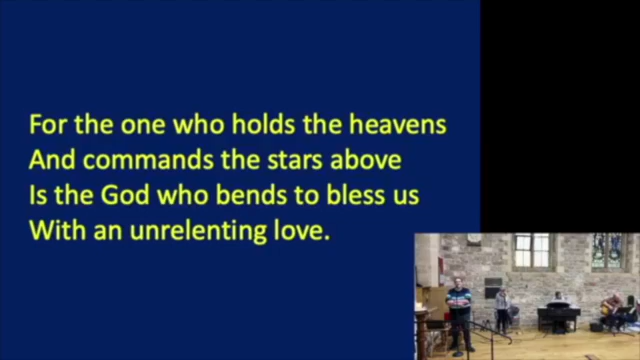 For the one who holds the heavens
And commands the stars above
Is the God who bends to bless us
With an unrelenting love.